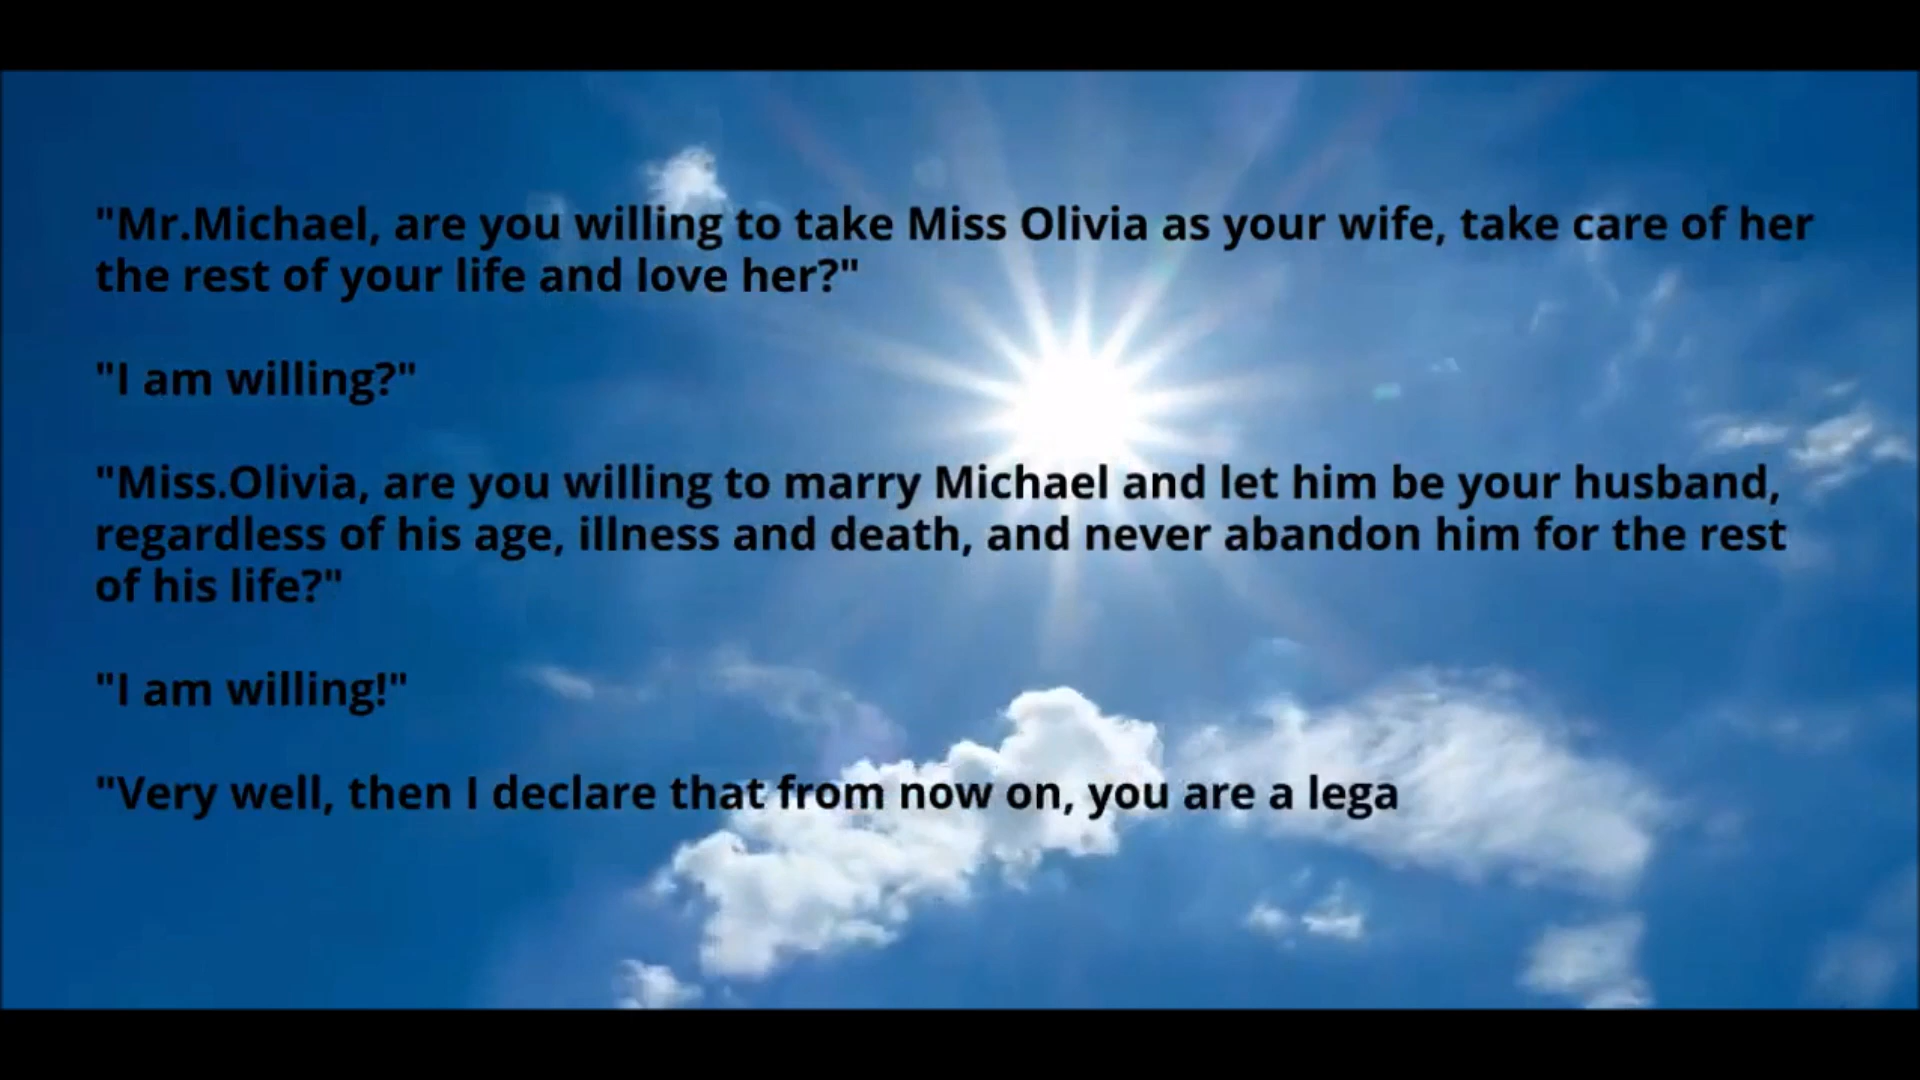 "Mr.Michael, are you willing to take Miss Olivia as your wife, take care of her
the rest of your life and love her?"
"I am willing?"
"Miss.Olivia, are you willing to marry Michael and let him be your husband,
regardless of his age, illness and death, and never abandon him for the rest
of his life?"
"I am willing!"
"Very well, then I declare that from now on, you are a lega